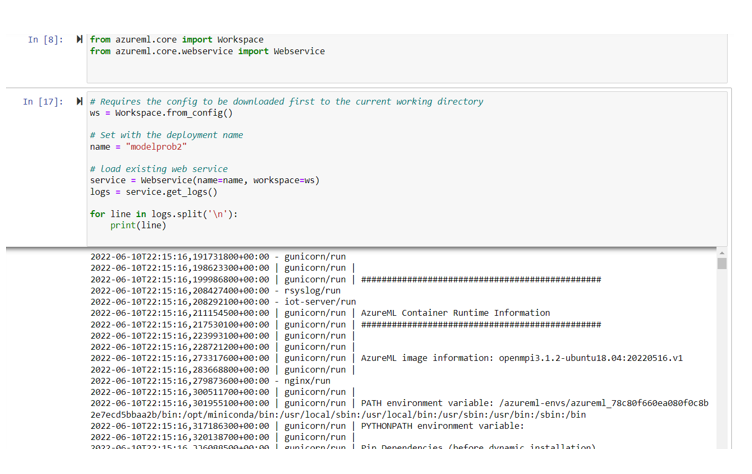 In [8]:
from azureml.core import Workspace
from azureml.core.webservice import Webservice
In [17]:
# Requires the config to be downloaded first to the current working directory
ws = Workspace.from_config()
# Set with the deployment name
name = "modelprob2"
# load existing web service
service = Webservice(name=name, workspace=ws)
logs = service.get_logs()
for line in logs.split('\n'):
    print(line)
2022-06-10T22:15:16,191731800+00:00 - gunicorn/run
2022-06-10T22:15:16,198623300+00:00 | gunicorn/run |
2022-06-10T22:15:16,199986800+00:00 | gunicorn/run | ###############################################
2022-06-10T22:15:16,208427400+00:00 - rsyslog/run
2022-06-10T22:15:16,208292100+00:00 - iot-server/run
2022-06-10T22:15:16,211154500+00:00 | gunicorn/run | AzureML Container Runtime Information
2022-06-10T22:15:16,217530100+00:00 | gunicorn/run | ###############################################
2022-06-10T22:15:16,223993100+00:00 | gunicorn/run |
2022-06-10T22:15:16,228721200+00:00 | gunicorn/run |
2022-06-10T22:15:16,273317600+00:00 | gunicorn/run | AzureML image information: openmpi3.1.2-ubuntu18.04:20220516.v1
2022-06-10T22:15:16,283668800+00:00 | gunicorn/run |
2022-06-10T22:15:16,279873600+00:00 - nginx/run
2022-06-10T22:15:16,300511700+00:00 | gunicorn/run |
2022-06-10T22:15:16,301955100+00:00 | gunicorn/run | PATH environment variable: /azureml-envs/azureml_78c80f660ea080f0c8b
2e7ecd5bbaa2b/bin:/opt/miniconda/bin:/usr/local/sbin:/usr/local/bin:/usr/sbin:/usr/bin:/sbin:/bin
2022-06-10T22:15:16,317186300+00:00 | gunicorn/run | PYTHONPATH environment variable:
2022-06-10T22:15:16,320138700+00:00 | gunicorn/run |
2022-06-10T22:15:16,336088500+00:00 | gunicorn/run | Pip Dependencies (before dynamic installation)